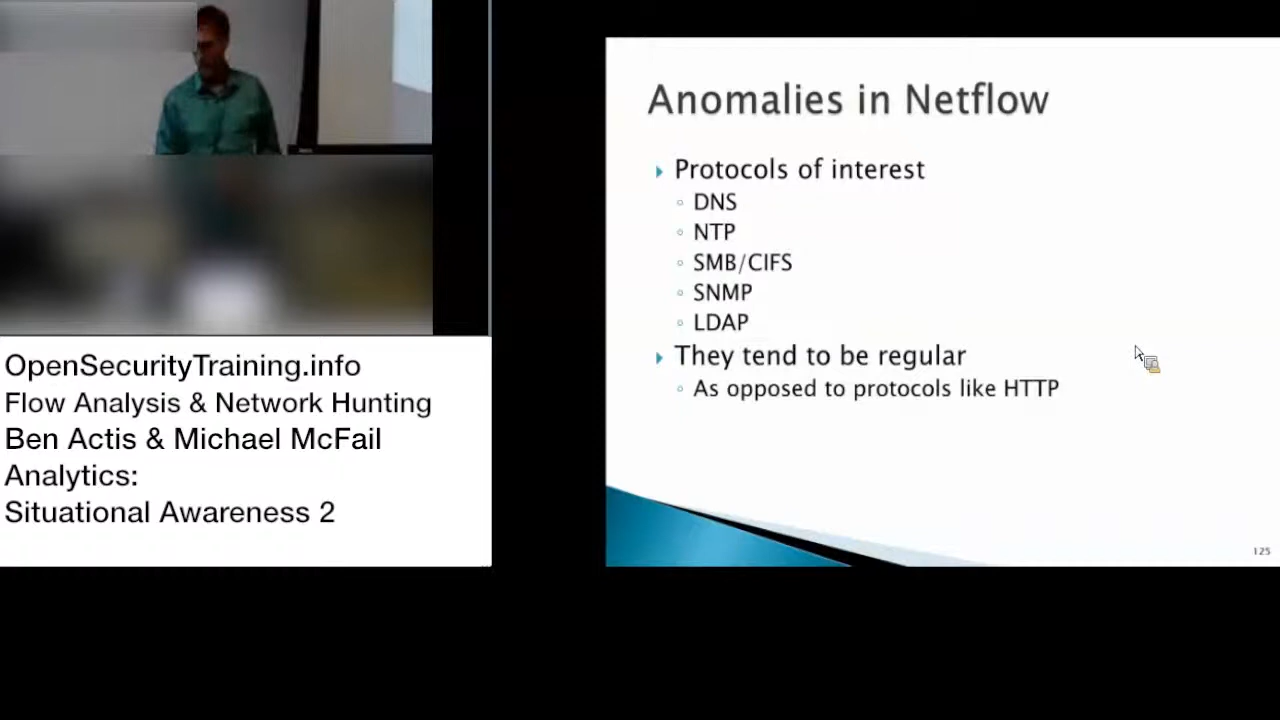 OpenSecurityTraining.info
Flow Analysis & Network Hunting
Ben Actis & Michael McFail
Analytics:
Situational Awareness 2
Anomalies in Netflow
Protocols of interest
DNS
NTP
SMB/CIFS
SNMP
LDAP
They tend to be regular
As opposed to protocols like HTTP
125